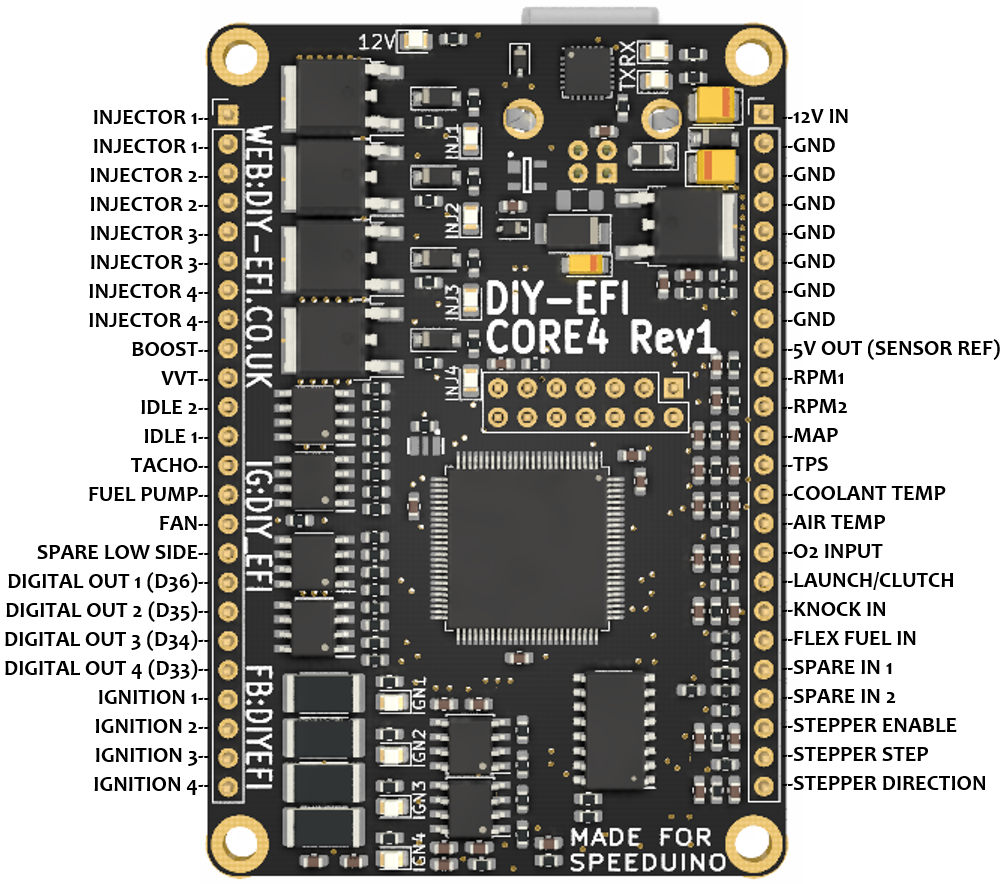 12V
TXRX
INJECTOR 1
INJECTOR 1
INJECTOR 2
INJECTOR 2
INJECTOR 3
INJECTOR 3
INJECTOR 4
INJECTOR 4
BOOST
VVT
IDLE 2
IDLE 1
TACHO
FUEL PUMP
FAN
SPARE LOW SIDE
DIGITAL OUT 1 (D36)
DIGITAL OUT 2 (D35)
DIGITAL OUT 3 (D34)
DIGITAL OUT 4 (D33)
IGNITION 1
IGNITION 2
IGNITION 3
IGNITION 4
WEB:DIY-EFI.CO.UK
IG:DIY_EFI
FB:DIYEFI
INJ1
INJ2
INJ3
INJ4
DiY-EFI
CORE4 Rev1
IGN1
IGN2
IGN3
IGN4
MADE FOR
SPEEDUINO
12V IN
GND
GND
GND
GND
GND
GND
GND
5V OUT (SENSOR REF)
RPM1
RPM2
MAP
TPS
COOLANT TEMP
AIR TEMP
O2 INPUT
LAUNCH/CLUTCH
KNOCK IN
FLEX FUEL IN
SPARE IN 1
SPARE IN 2
STEPPER ENABLE
STEPPER STEP
STEPPER DIRECTION